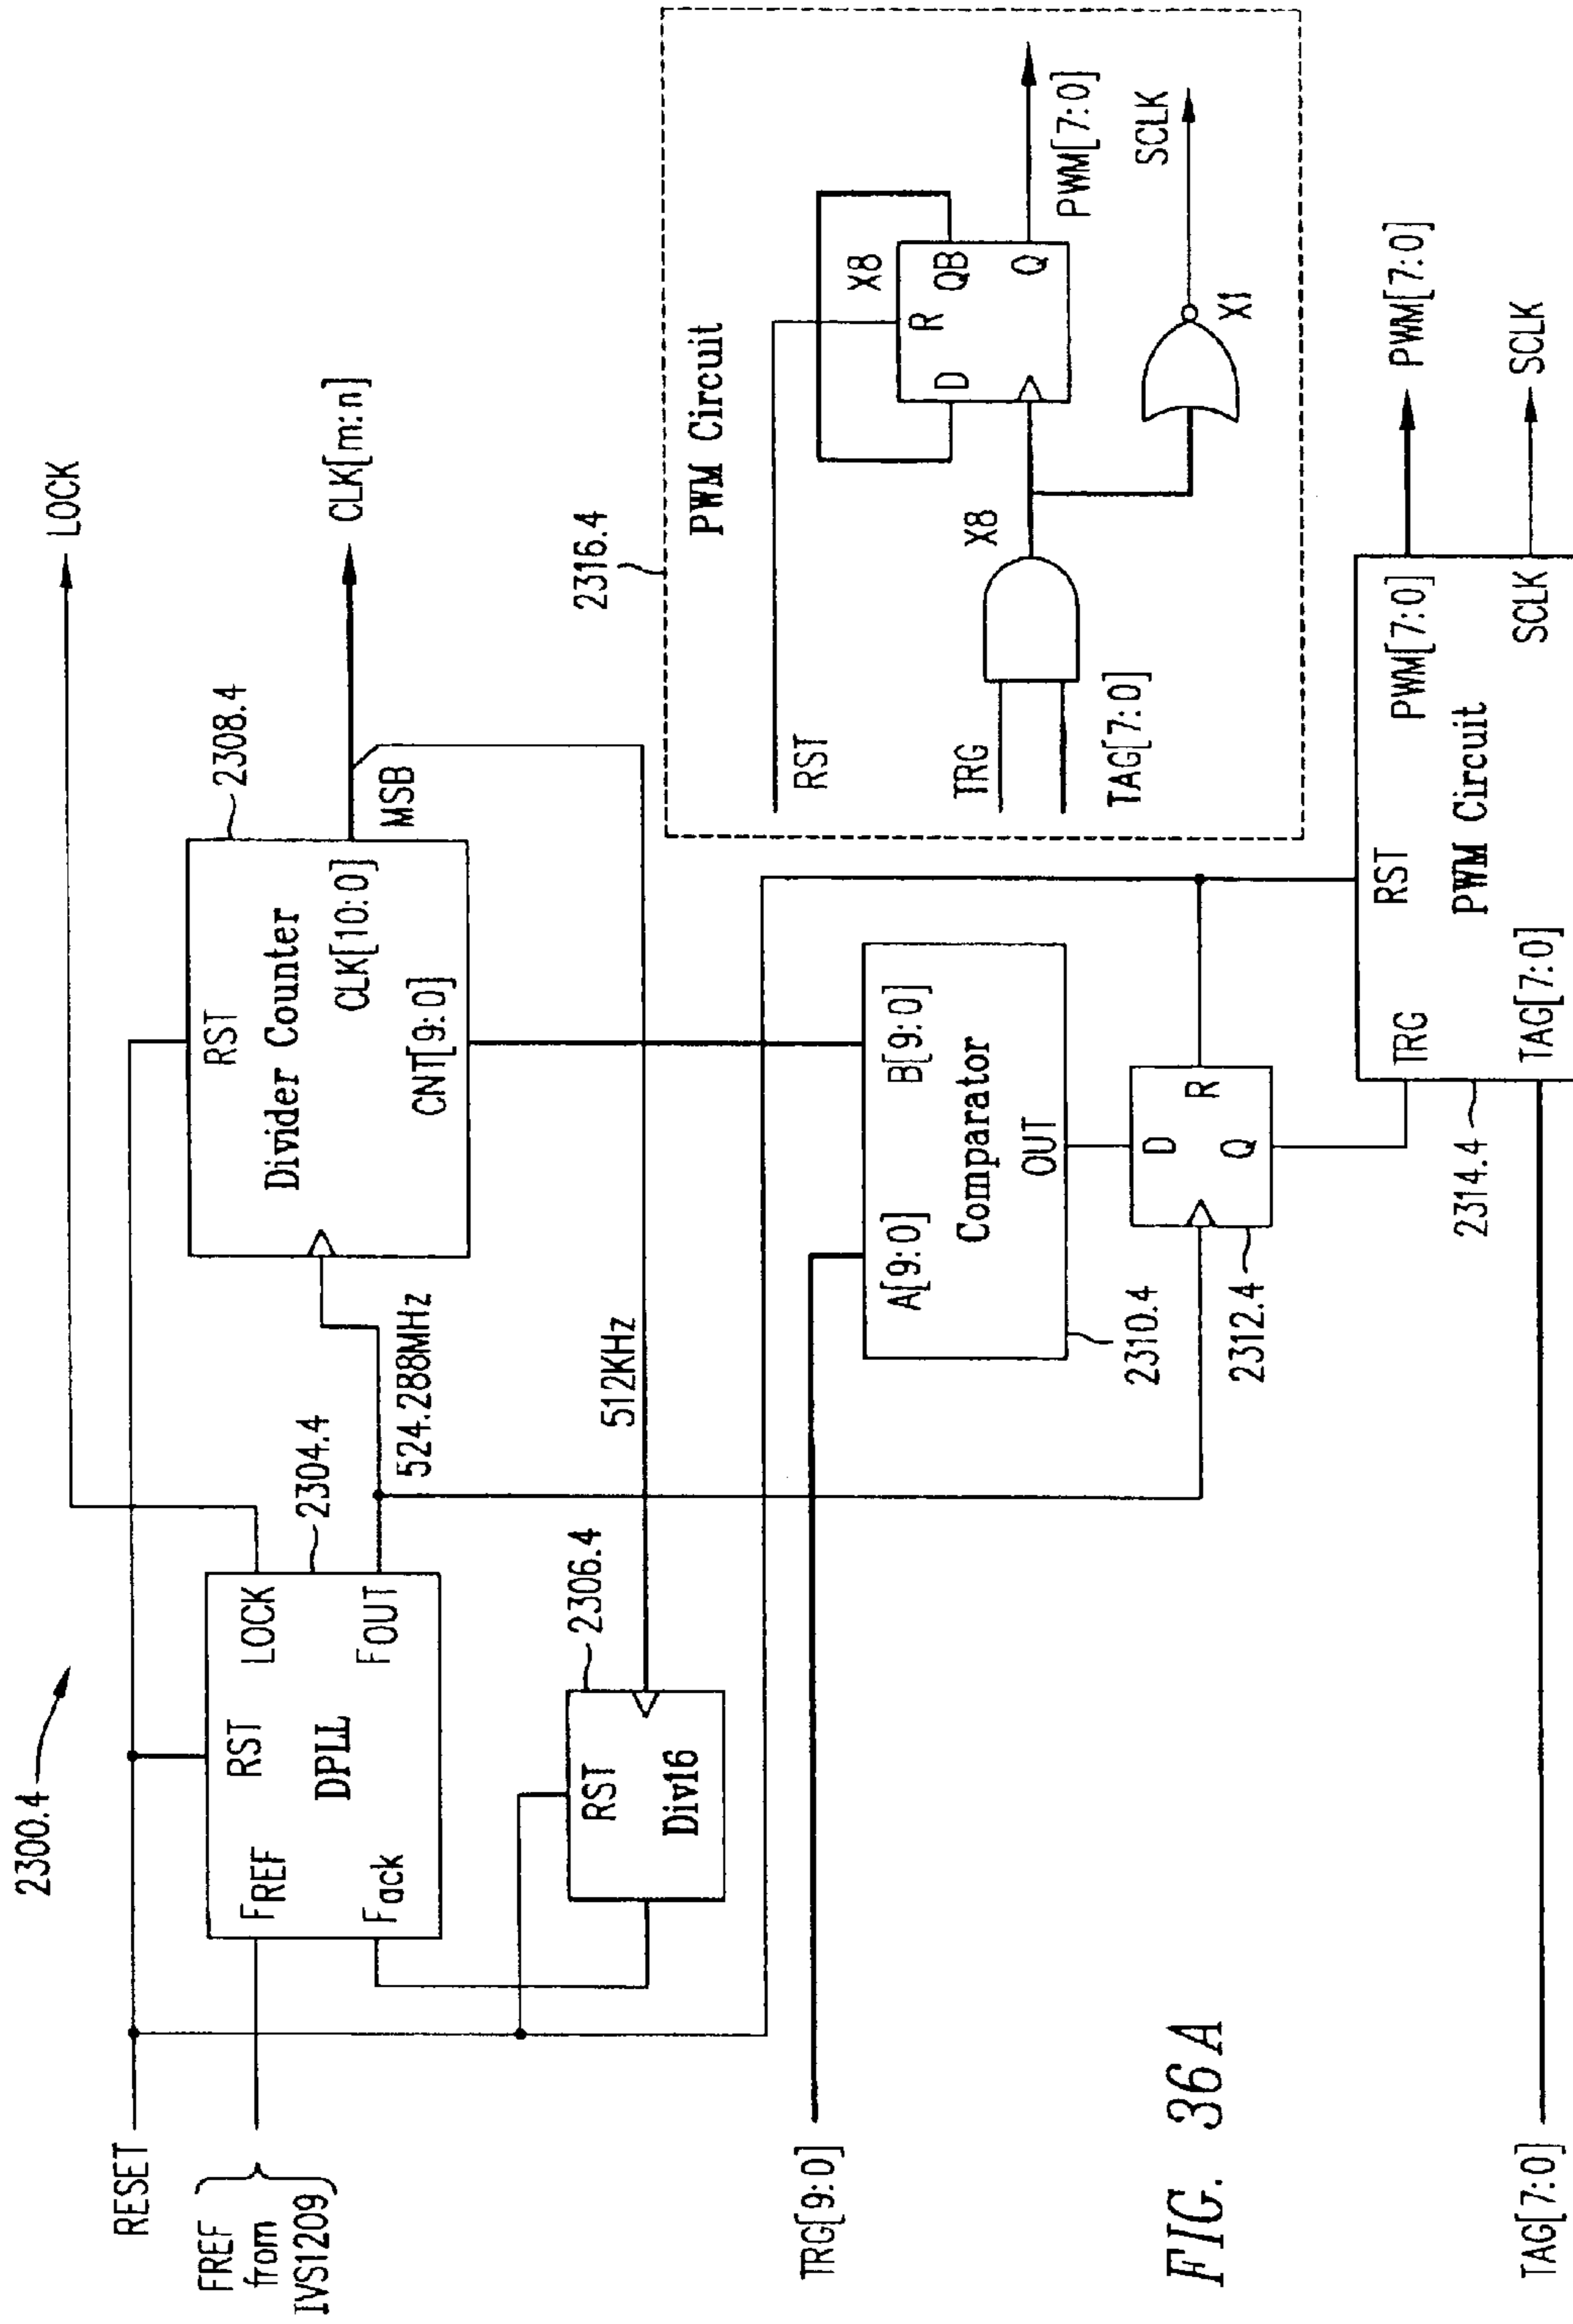 2300.4
LOCK
RESET
FREF
from
IVS1209
FREF
RST
LOCK
DPLL
Fack
FOUT
2304.4
524.288MHz
RST
Divider Counter
CLK[10:0]
CNT[9:0]
2308.4
MSB
CLK[m:n]
RST
Div16
2306.4
512KHz
TRG[9:0]
A[9:0]
B[9:0]
Comparator
OUT
2310.4
D
R
Q
2312.4
2316.4
PWM Circuit
RST
TRG
TAG[7:0]
X8
D
R
QB
Q
X8
PWM[7:0]
SCLK
X1
RST
TRG
PWM[7:0]
PWM Circuit
TAG[7:0]
SCLK
2314.4
PWM[7:0]
SCLK
TAG[7:0]
FIG. 36A